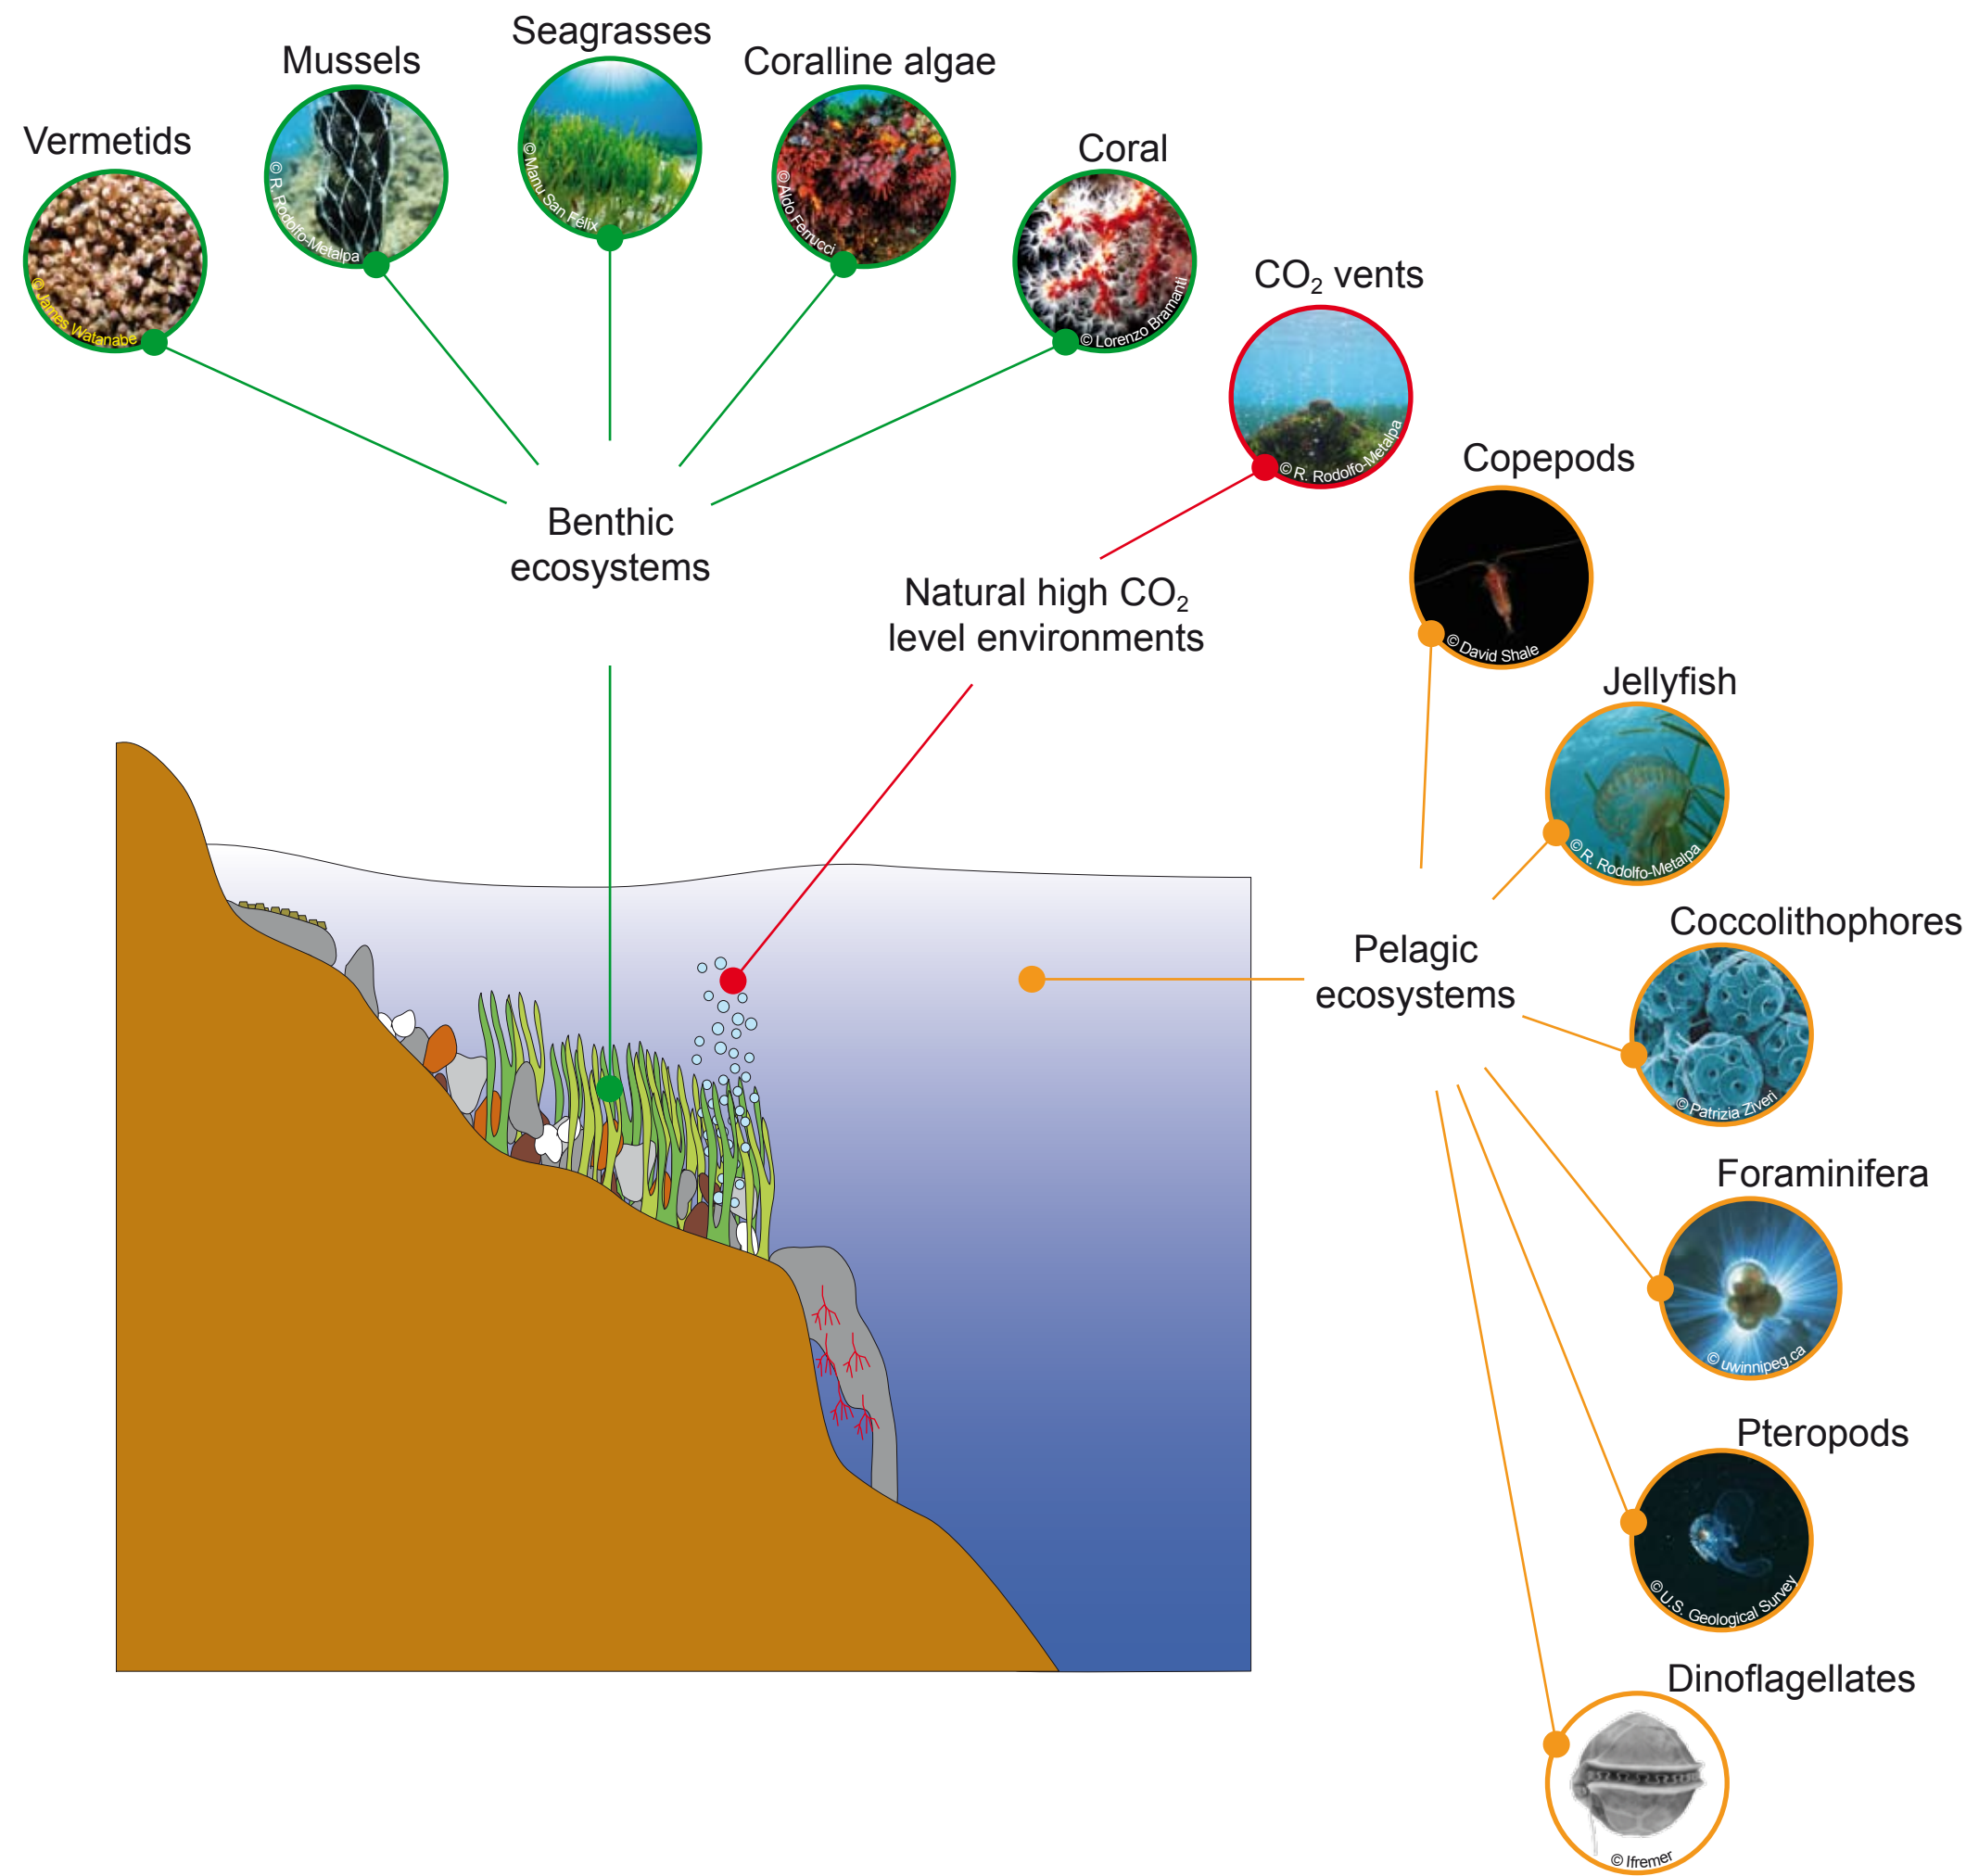 Seagrasses
Mussels
Coralline algae
Vermetids
Coral
© James Watanabe
© R. Rodolfo-Metalpa
© Manu San Félix
© Aldo Ferrucci
© Lorenzo Bramanti
CO₂ vents
© R. Rodolfo-Metalpa
Copepods
© David Shale
Benthic
ecosystems
Natural high CO₂
level environments
Jellyfish
© R. Rodolfo-Metalpa
Coccolithophores
© Patrizia Ziveri
Pelagic
ecosystems
Foraminifera
© uwinnipeg.ca
Pteropods
© U.S. Geological Survey
Dinoflagellates
© Ifremer